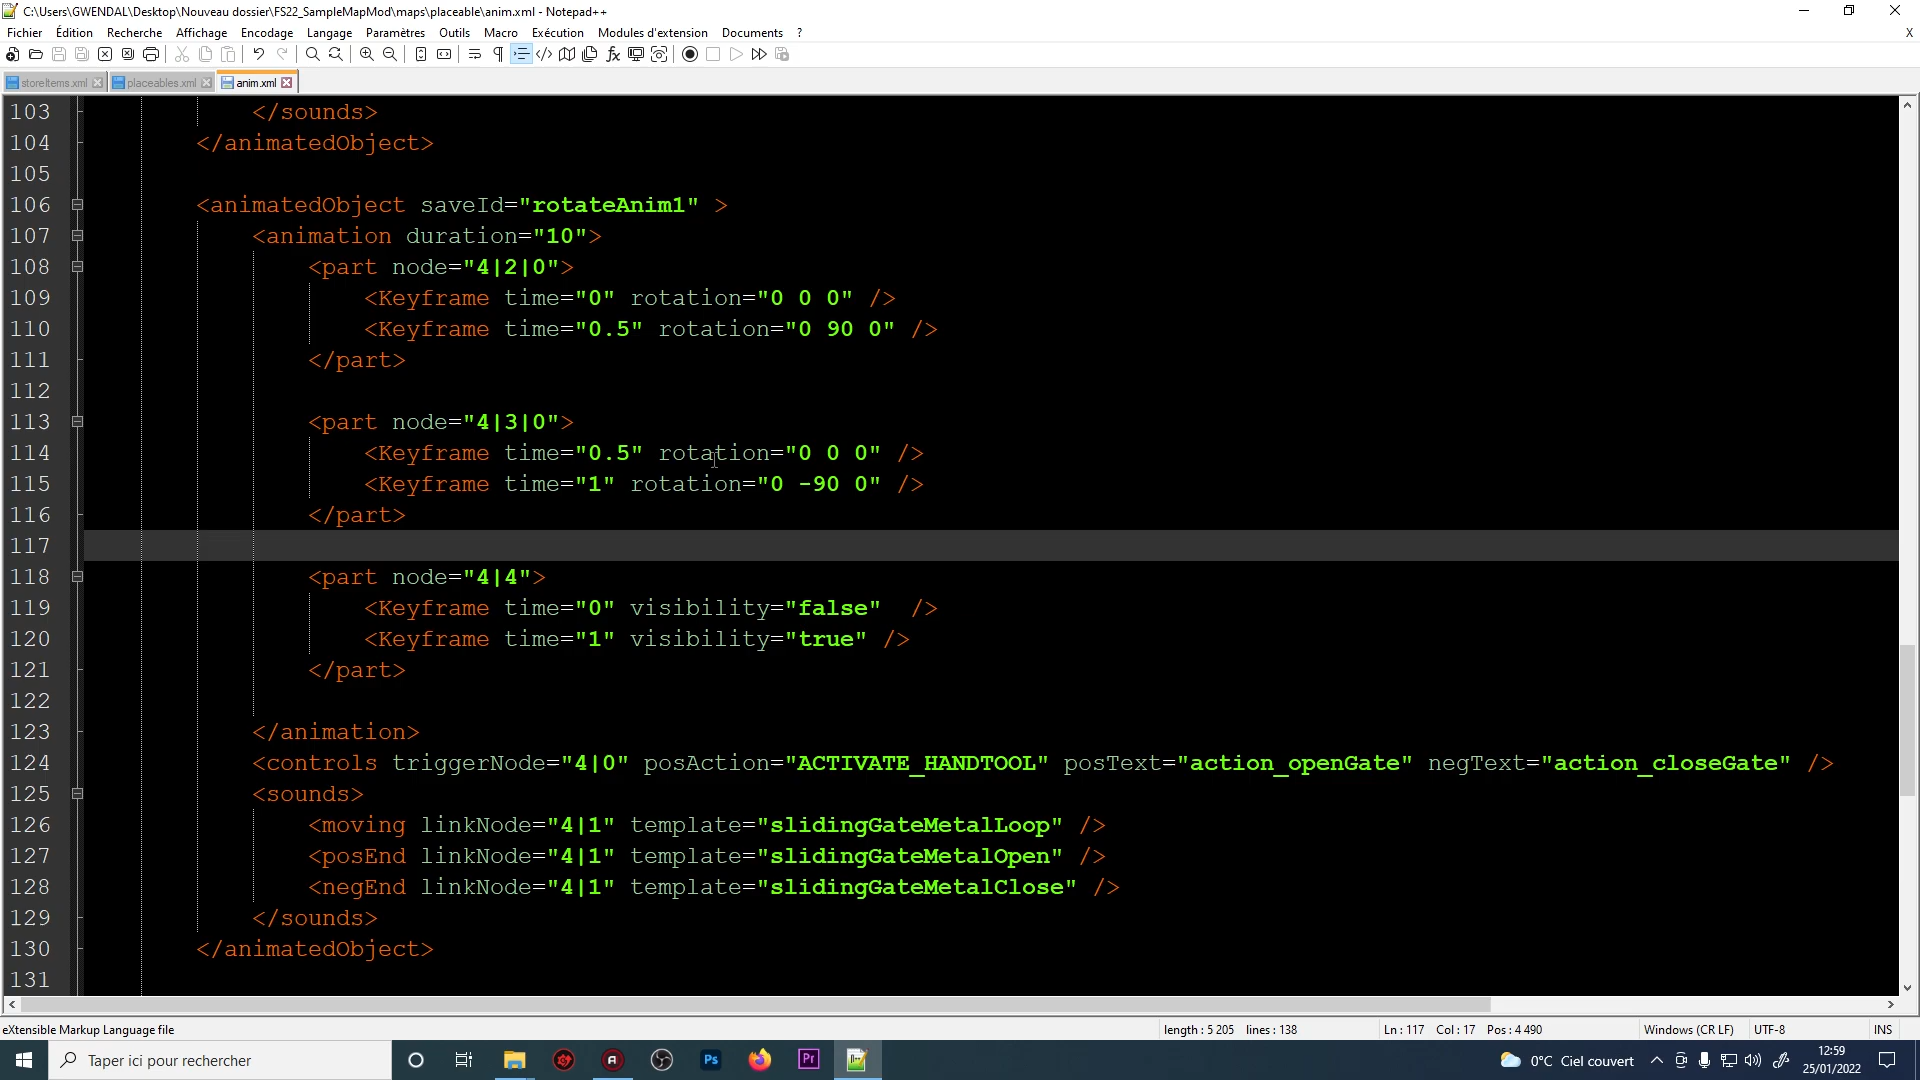 C:\Users\GWENDAL\Desktop\Nouveau dossier\FS22_SampleMapMod\maps\placeable\anim.xml - Notepad++
Fichier Édition Recherche Affichage Encodage Langage Paramètres Outils Macro Exécution Modules d'extension Documents ? X
storeItems.xml placeables.xml anim.xml
103 </sounds>
104 </animatedObject>
105
106 <animatedObject saveId="rotateAnim1" >
107 <animation duration="10">
108 <part node="4|2|0">
109 <Keyframe time="0" rotation="0 0 0" />
110 <Keyframe time="0.5" rotation="0 90 0" />
111 </part>
112
113 <part node="4|3|0">
114 <Keyframe time="0.5" rotation="0 0 0" />
115 <Keyframe time="1" rotation="0 -90 0" />
116 </part>
117
118 <part node="4|4">
119 <Keyframe time="0" visibility="false" />
120 <Keyframe time="1" visibility="true" />
121 </part>
122
123 </animation>
124 <controls triggerNode="4|0" posAction="ACTIVATE_HANDTOOL" posText="action_openGate" negText="action_closeGate" />
125 <sounds>
126 <moving linkNode="4|1" template="slidingGateMetalLoop" />
127 <posEnd linkNode="4|1" template="slidingGateMetalOpen" />
128 <negEnd linkNode="4|1" template="slidingGateMetalClose" />
129 </sounds>
130 </animatedObject>
131
eXtensible Markup Language file length : 5 205 lines : 138 Ln : 117 Col : 17 Pos : 4 490 Windows (CR LF) UTF-8 INS
Taper ici pour rechercher Ps Pr 0°C Ciel couvert 12:59
25/01/2022